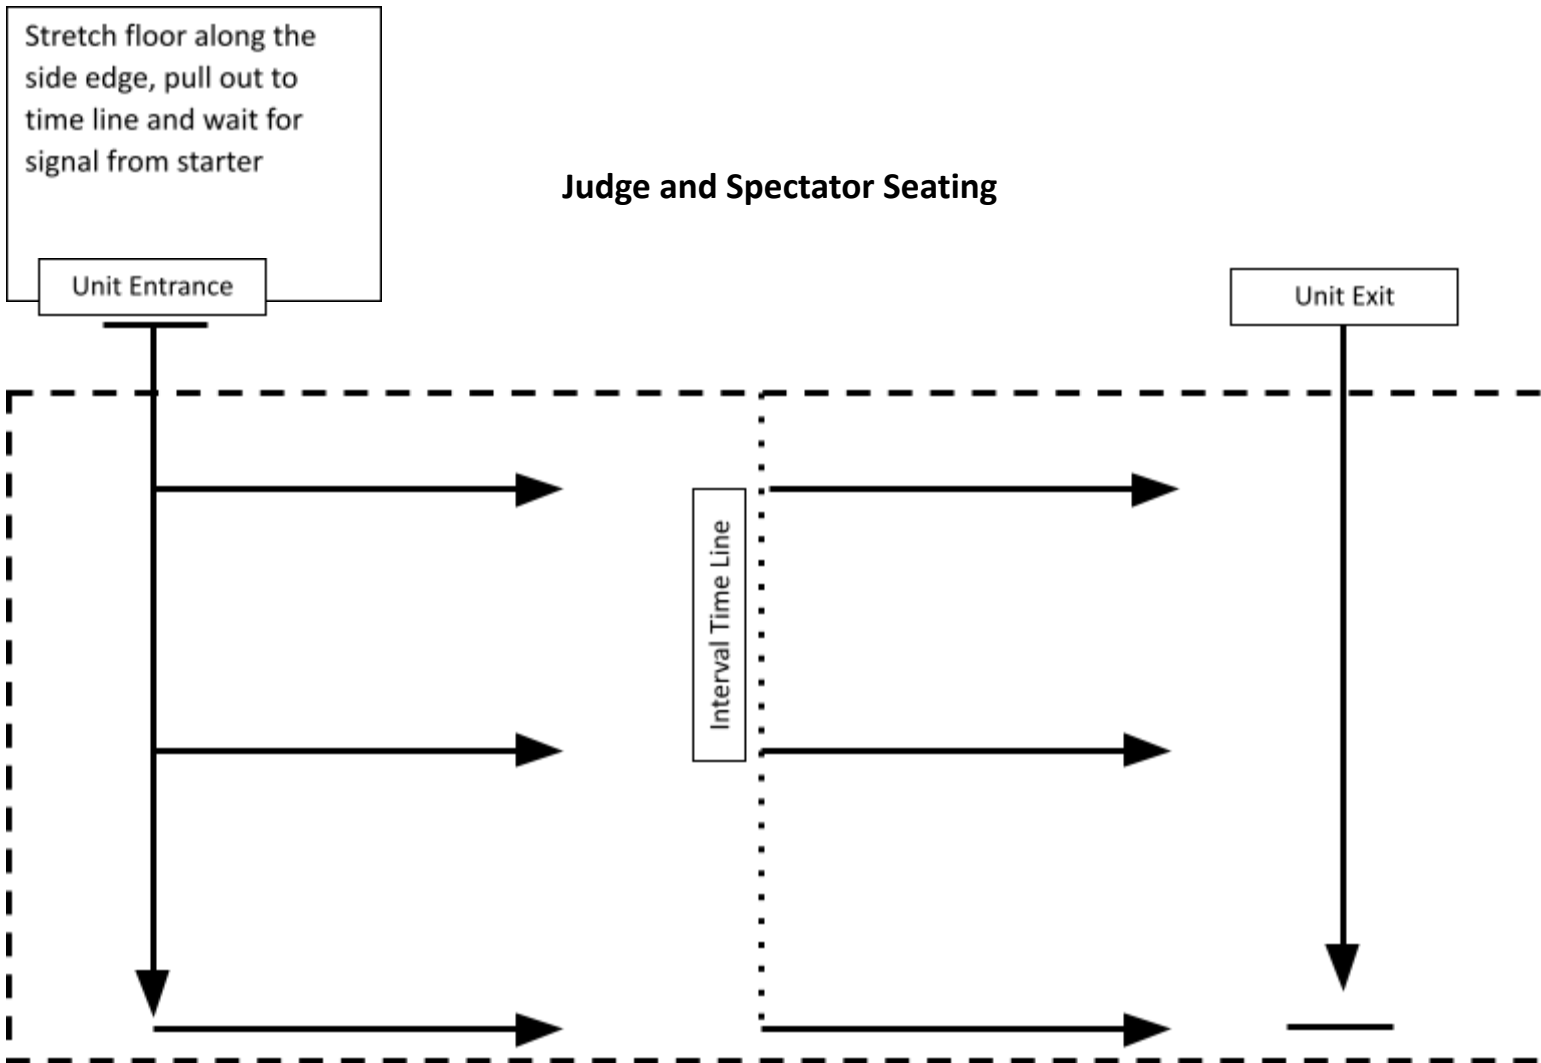 Stretch floor along the
side edge, pull out to
time line and wait for
signal from starter
Judge and Spectator Seating
Unit Entrance
Unit Exit
Interval Time Line